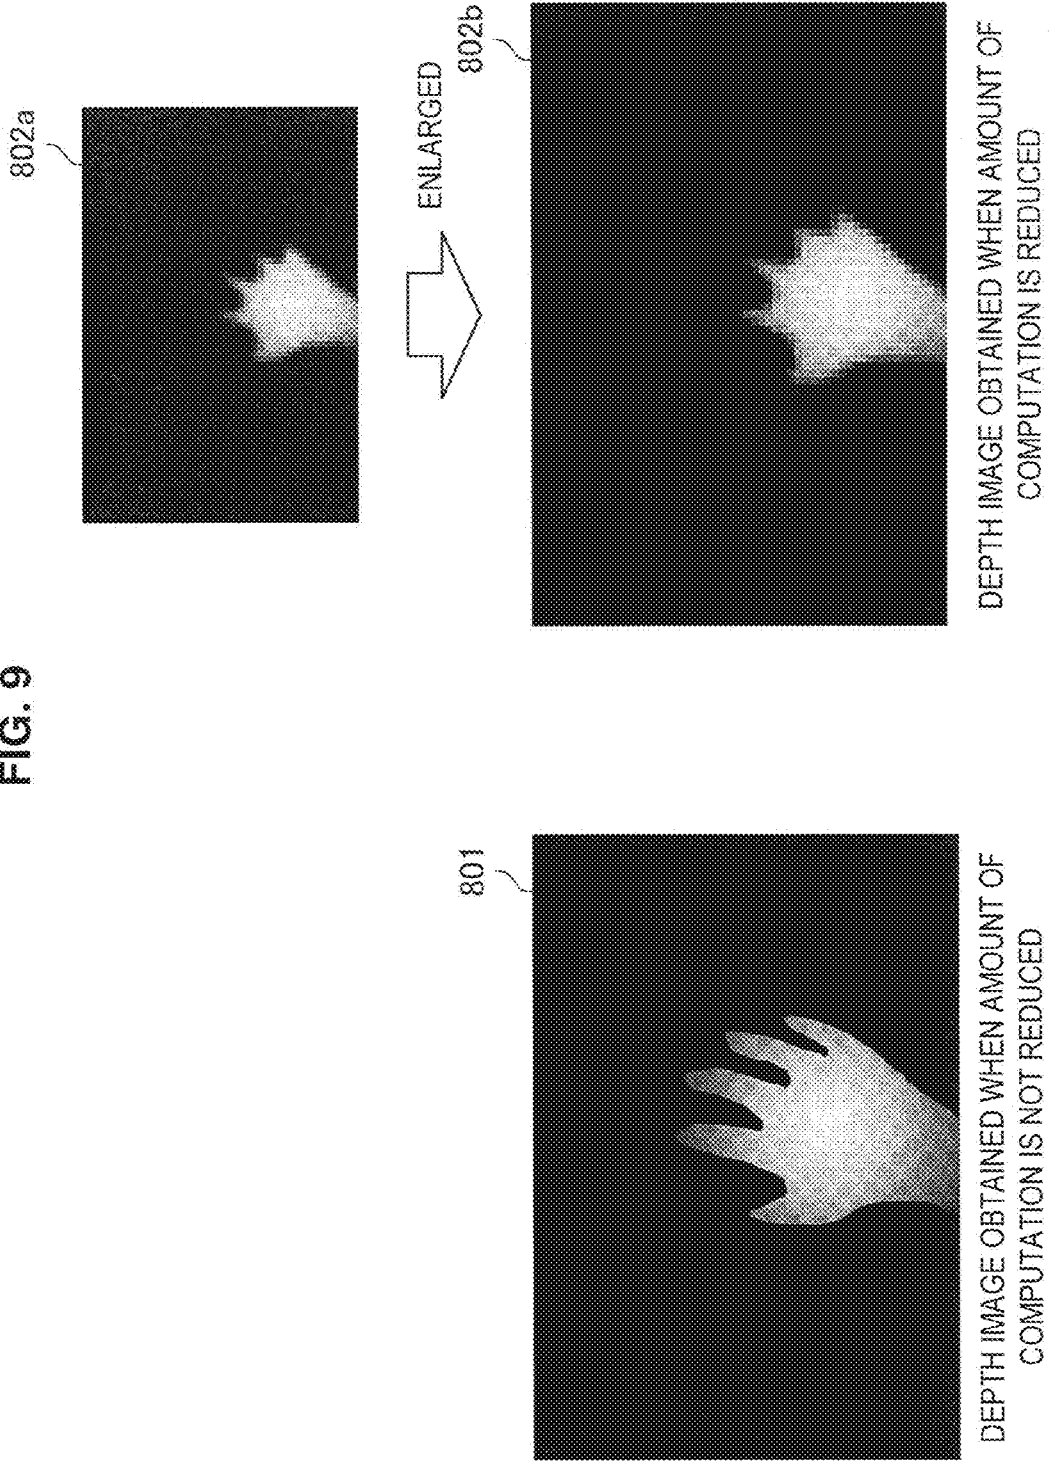 FIG. 9
801
DEPTH IMAGE OBTAINED WHEN AMOUNT OF
COMPUTATION IS NOT REDUCED
802a
ENLARGED
802b
DEPTH IMAGE OBTAINED WHEN AMOUNT OF
COMPUTATION IS REDUCED